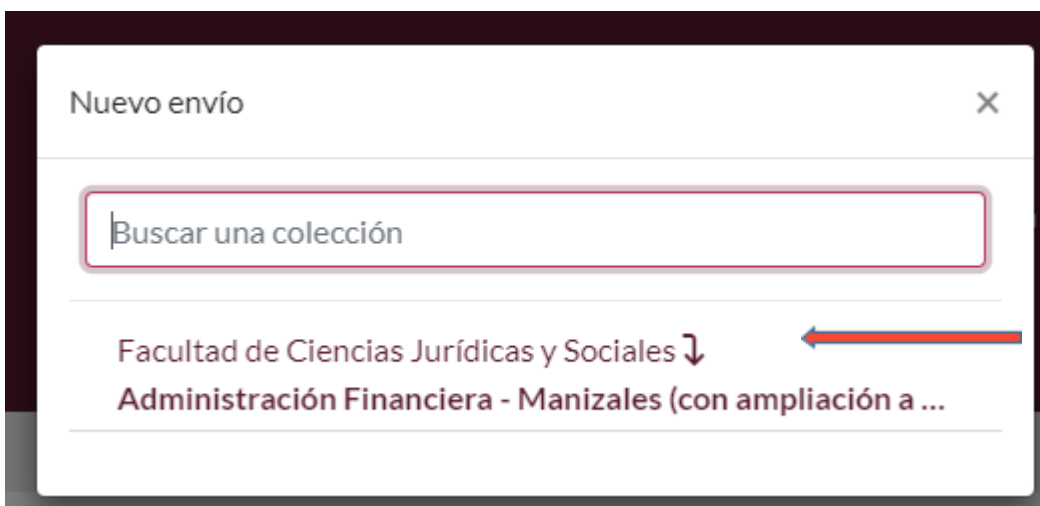 Nuevo envío
Buscar una colección
Facultad de Ciencias Jurídicas y Sociales
Administración Financiera - Manizales (con ampliación a ...